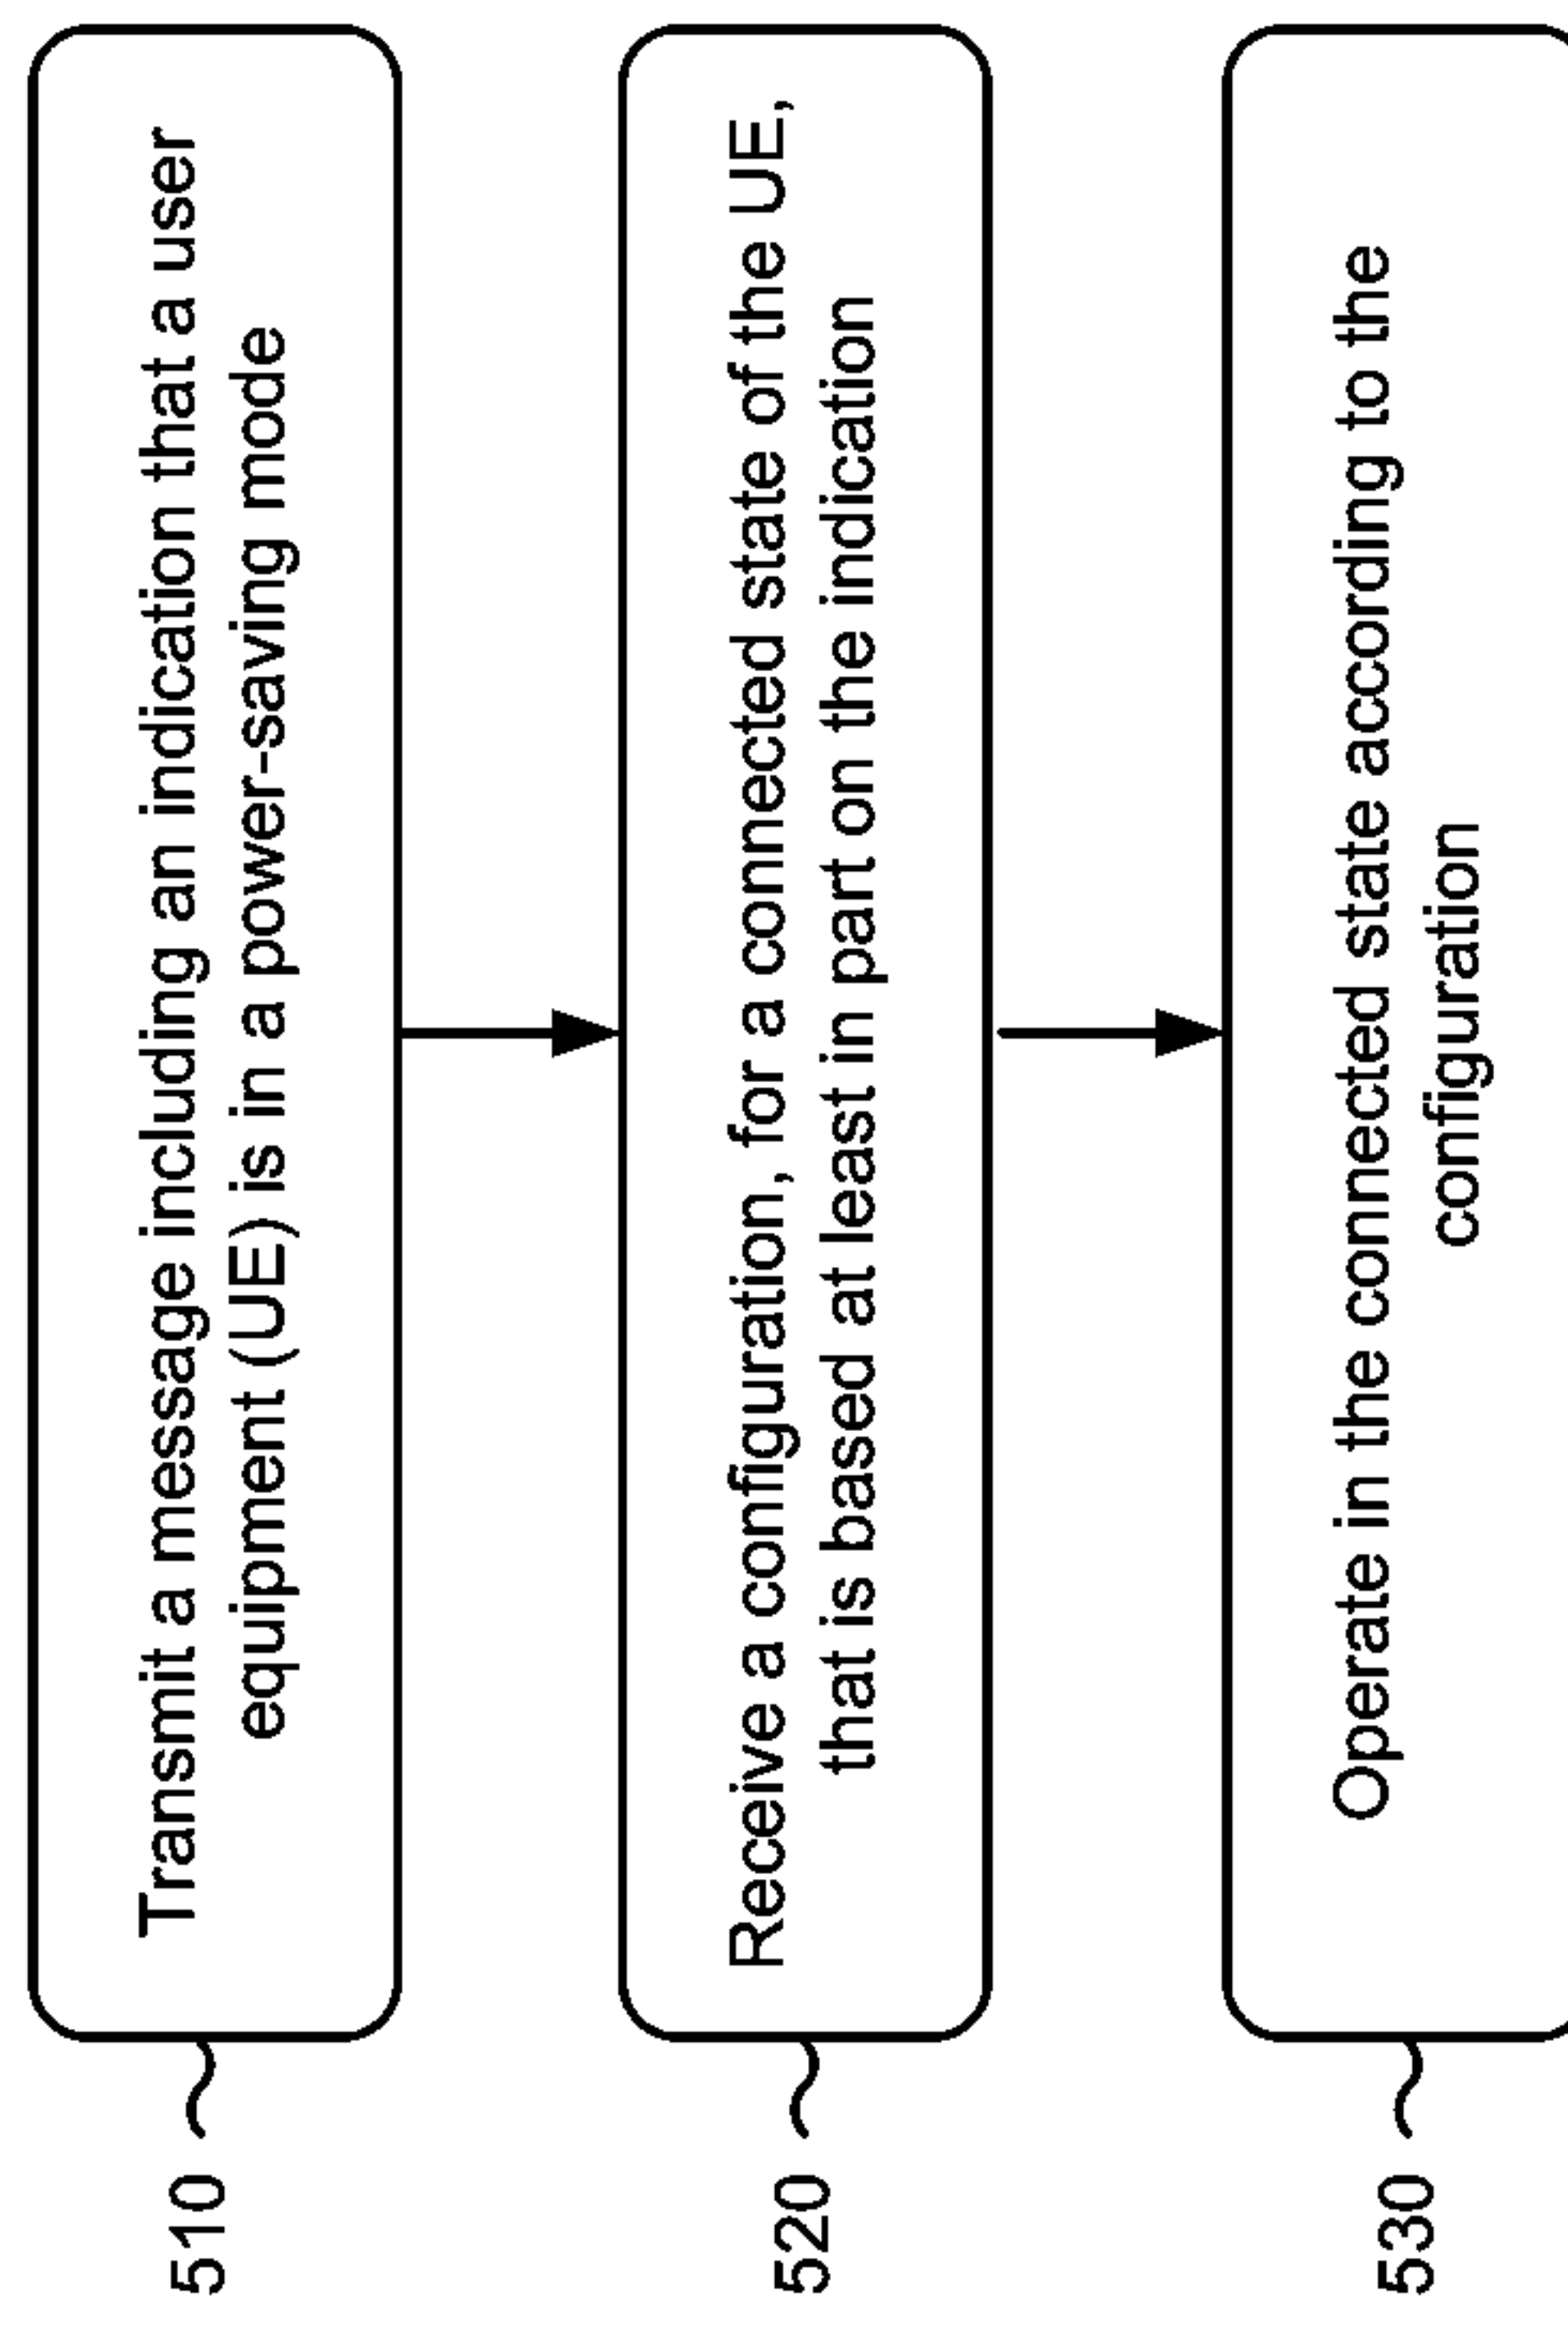 510
Transmit a message including an indication that a user
equipment (UE) is in a power-saving mode
520
Receive a configuration, for a connected state of the UE,
that is based at least in part on the indication
530
Operate in the connected state according to the
configuration